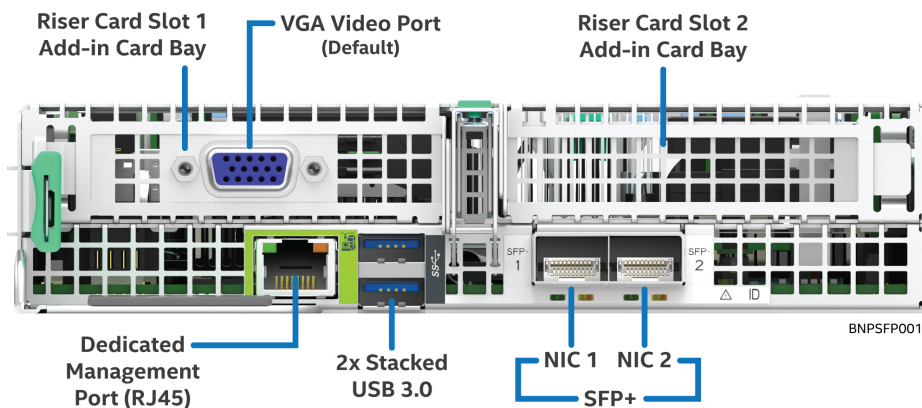 Riser Card Slot 1
Add-in Card Bay
VGA Video Port
(Default)
Riser Card Slot 2
Add-in Card Bay
SFP+
1
SFP+
2
SS
ID
BNPSFP001
Dedicated
Management
Port (RJ45)
2x Stacked
USB 3.0
NIC 1
NIC 2
SFP+